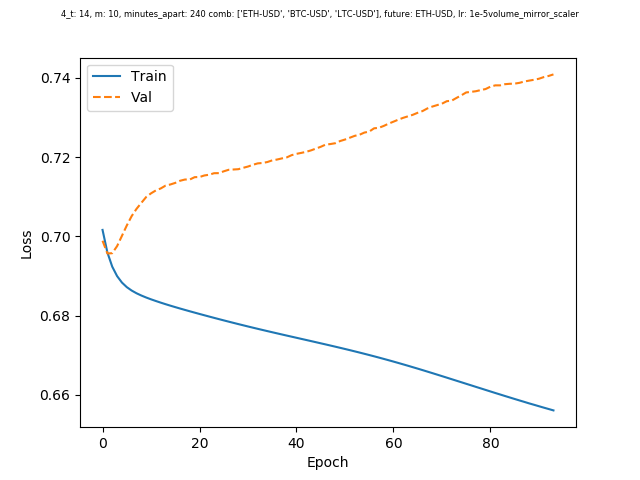 4_t: 14, m: 10, minutes_apart: 240 comb: ['ETH-USD', 'BTC-USD', 'LTC-USD'], future: ETH-USD, lr: 1e-5volume_mirror_scaler
Train
Val
0.74
0.72
0.70
0.68
0.66
Loss
0 20 40 60 80
Epoch